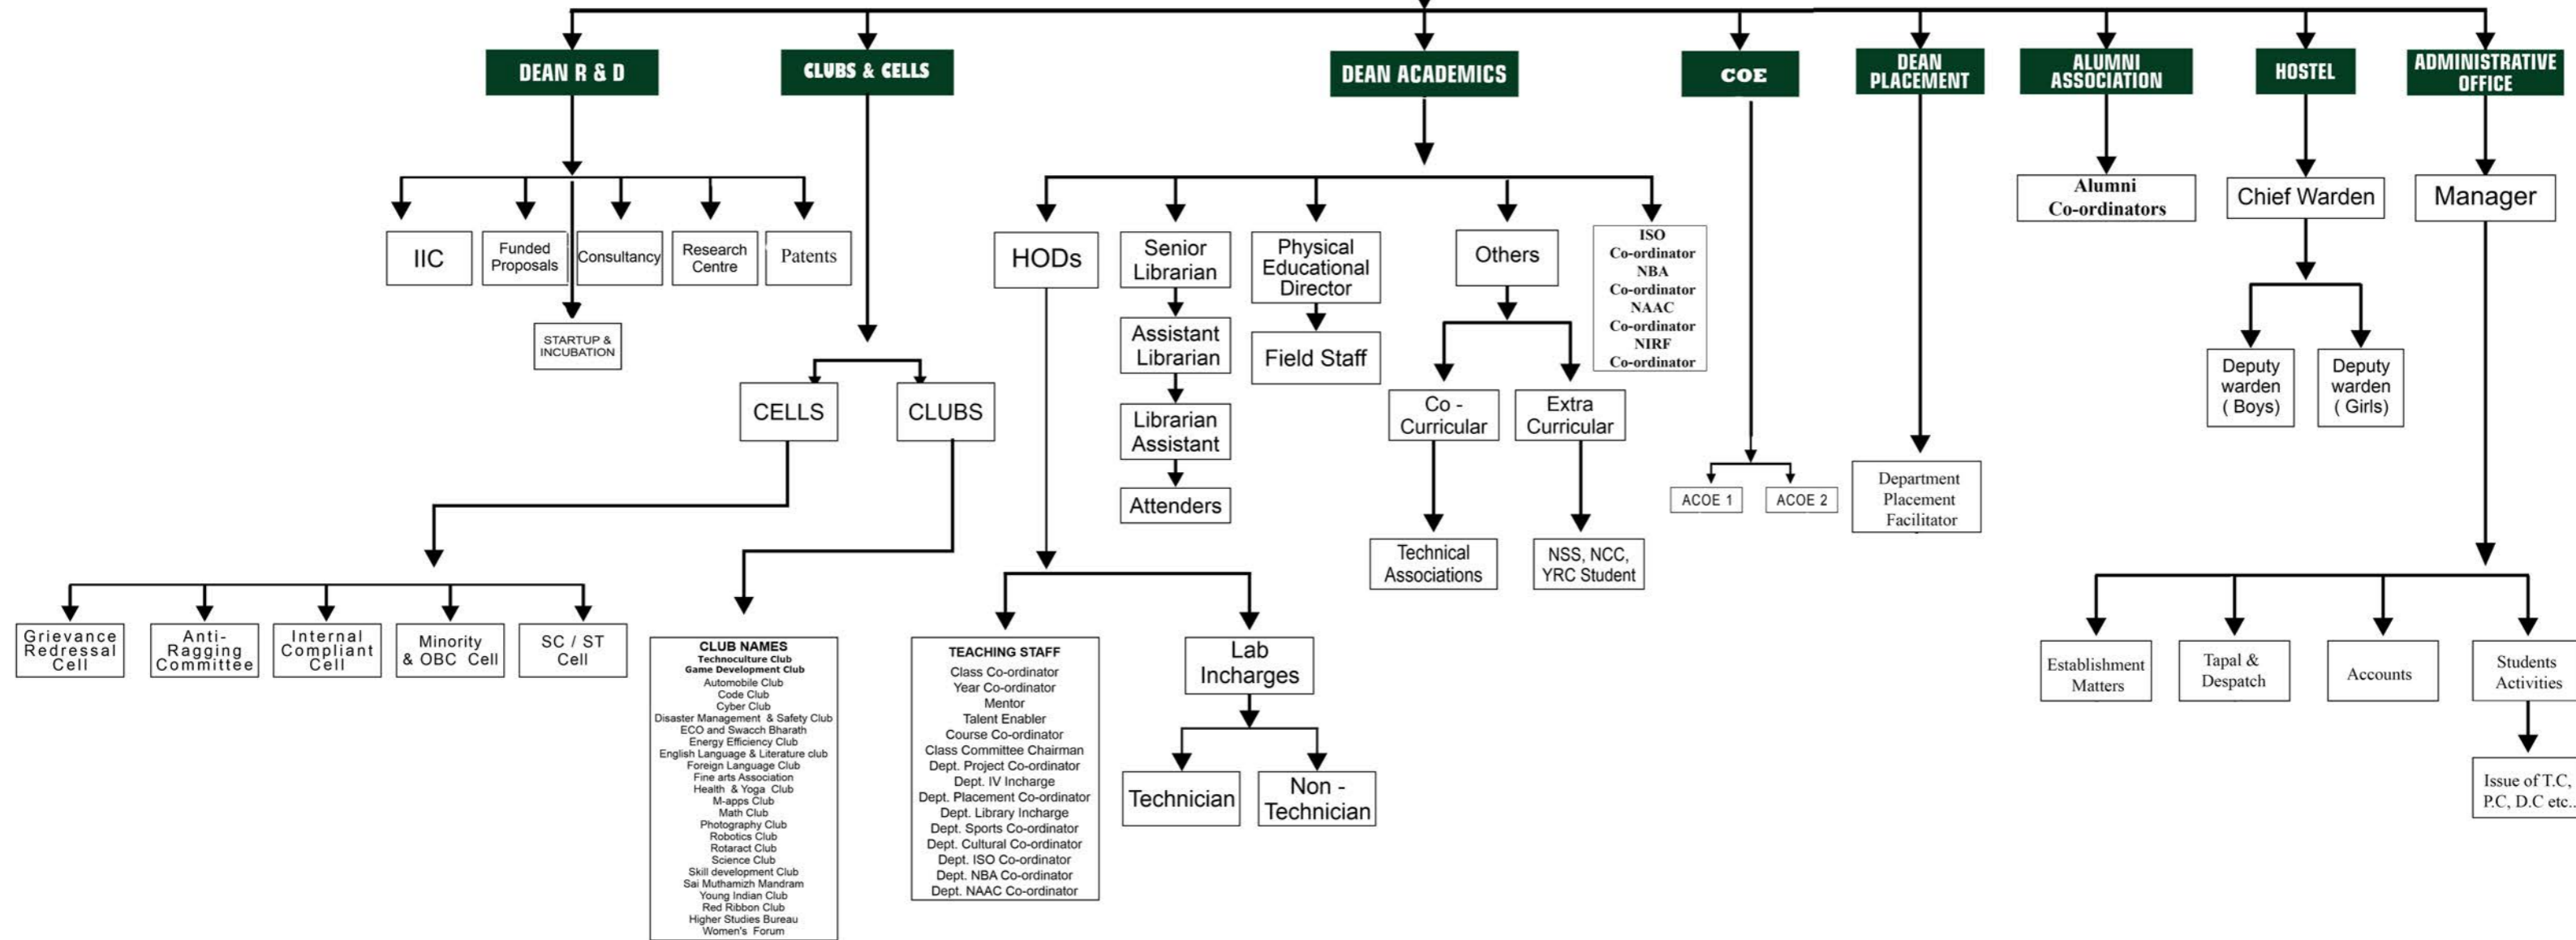 DEAN R & D
CLUBS & CELLS
DEAN ACADEMICS
COE
DEAN
PLACEMENT
ALUMNI
ASSOCIATION
HOSTEL
ADMINISTRATIVE
OFFICE
IIC
Funded
Proposals
Consultancy
Research
Centre
Patents
STARTUP &
INCUBATION
CELLS
CLUBS
Grievance
Redressal
Cell
Anti-
Ragging
Committee
Internal
Compliant
Cell
Minority
& OBC Cell
SC / ST
Cell
CLUB NAMES
Technoculture Club
Game Development Club
Automobile Club
Code Club
Cyber Club
Disaster Management & Safety Club
ECO and Swacch Bharath
Energy Efficiency Club
English Language & Literature club
Foreign Language Club
Fine arts Association
Health & Yoga Club
M-apps Club
Math Club
Photography Club
Robotics Club
Rotaract Club
Science Club
Skill development Club
Sai Muthamizh Mandram
Young Indian Club
Red Ribbon Club
Higher Studies Bureau
Women's Forum
HODs
Senior
Librarian
Assistant
Librarian
Librarian
Assistant
Attenders
Physical
Educational
Director
Field Staff
Others
Co -
Curricular
Extra
Curricular
Technical
Associations
NSS, NCC,
YRC Student
ISO
Co-ordinator
NBA
Co-ordinator
NAAC
Co-ordinator
NIRF
Co-ordinator
TEACHING STAFF
Class Co-ordinator
Year Co-ordinator
Mentor
Talent Enabler
Course Co-ordinator
Class Committee Chairman
Dept. Project Co-ordinator
Dept. IV Incharge
Dept. Placement Co-ordinator
Dept. Library Incharge
Dept. Sports Co-ordinator
Dept. Cultural Co-ordinator
Dept. ISO Co-ordinator
Dept. NBA Co-ordinator
Dept. NAAC Co-ordinator
Lab
Incharges
Technician
Non -
Technician
ACOE 1
ACOE 2
Department
Placement
Facilitator
Alumni
Co-ordinators
Chief Warden
Deputy
warden
( Boys)
Deputy
warden
( Girls)
Manager
Establishment
Matters
Tapal &
Despatch
Accounts
Students
Activities
Issue of T.C,
P.C, D.C etc..